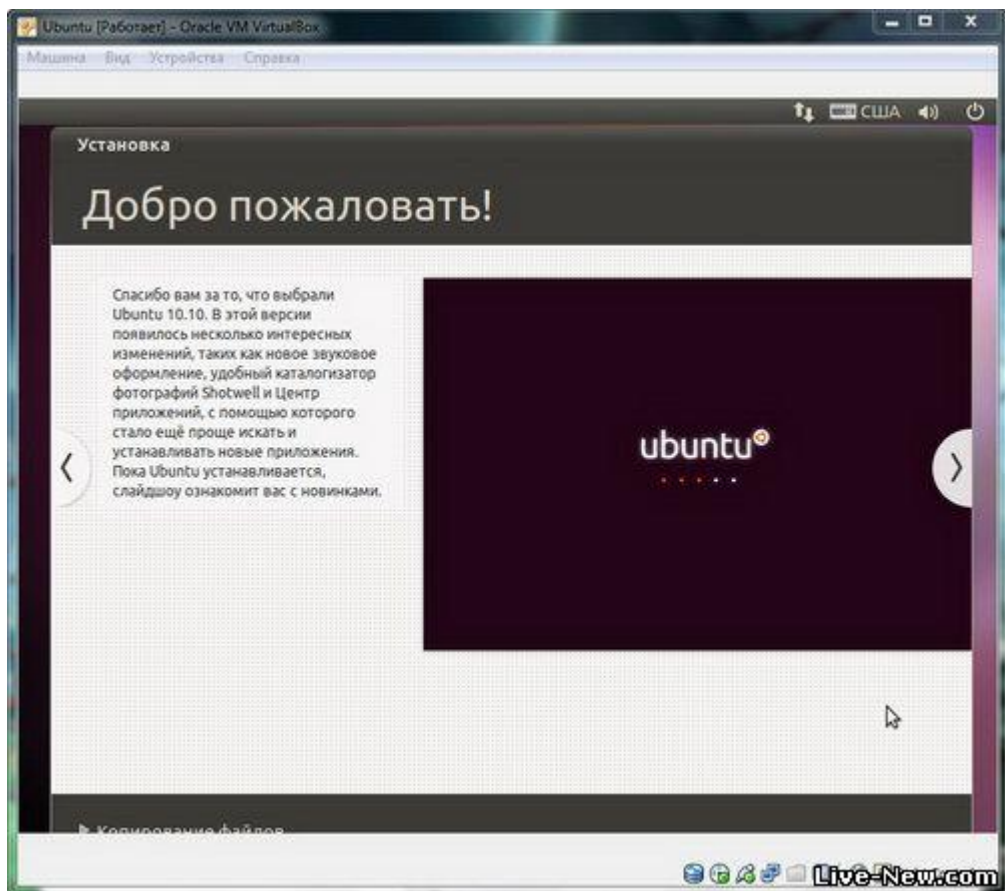 Ubuntu [Работает] - Oracle VM VirtualBox
Машина Вид Устройства Справка
США
Установка
Добро пожаловать!
Спасибо вам за то, что выбрали
Ubuntu 10.10. В этой версии
появилось несколько интересных
изменений, таких как новое звуковое
оформление, удобный каталогизатор
фотографий Shotwell и Центр
приложений, с помощью которого
стало ещё проще искать и
устанавливать новые приложения.
Пока Ubuntu устанавливается,
слайдшоу ознакомит вас с новинками.
ubuntu
Копирование файлов
Live-New.com